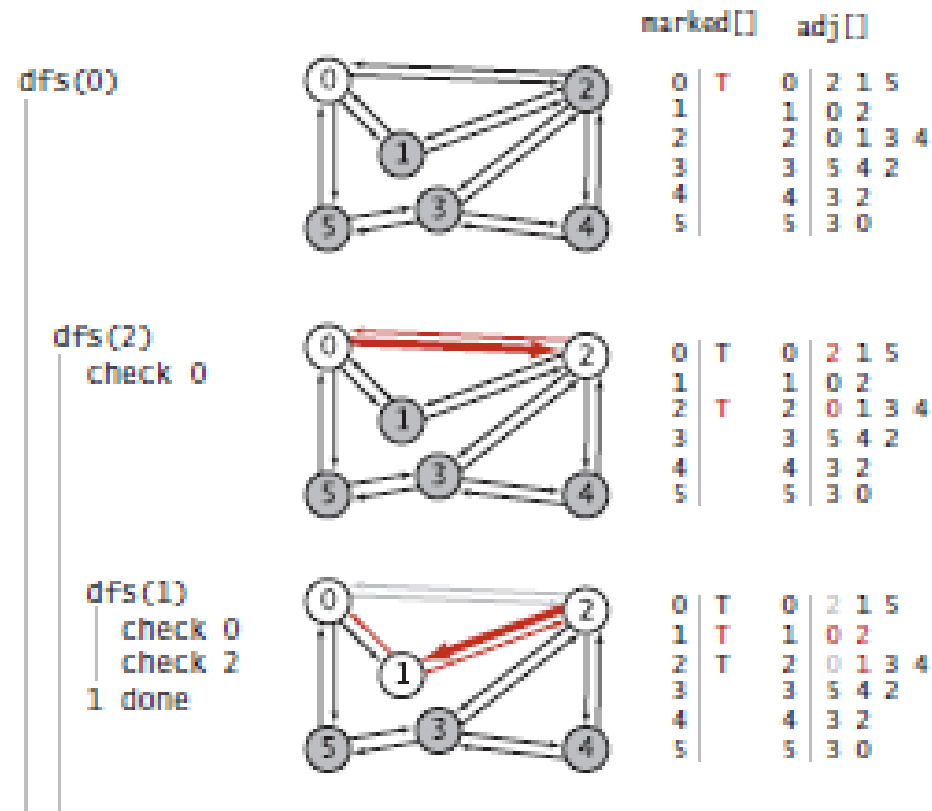 marked[] adj[]
dfs(0)
0 T 0 2 1 5
1 1 0 2
2 2 0 1 3 4
3 3 5 4 2
4 4 3 2
5 5 3 0
0
2
1
3
5
4
dfs(2)
check 0
0 T 0 2 1 5
1 1 0 2
2 T 2 0 1 3 4
3 3 5 4 2
4 4 3 2
5 5 3 0
0
2
1
3
5
4
dfs(1)
check 0
check 2
1 done
0 T 0 2 1 5
1 T 1 0 2
2 T 2 0 1 3 4
3 3 5 4 2
4 4 3 2
5 5 3 0
0
2
1
3
5
4